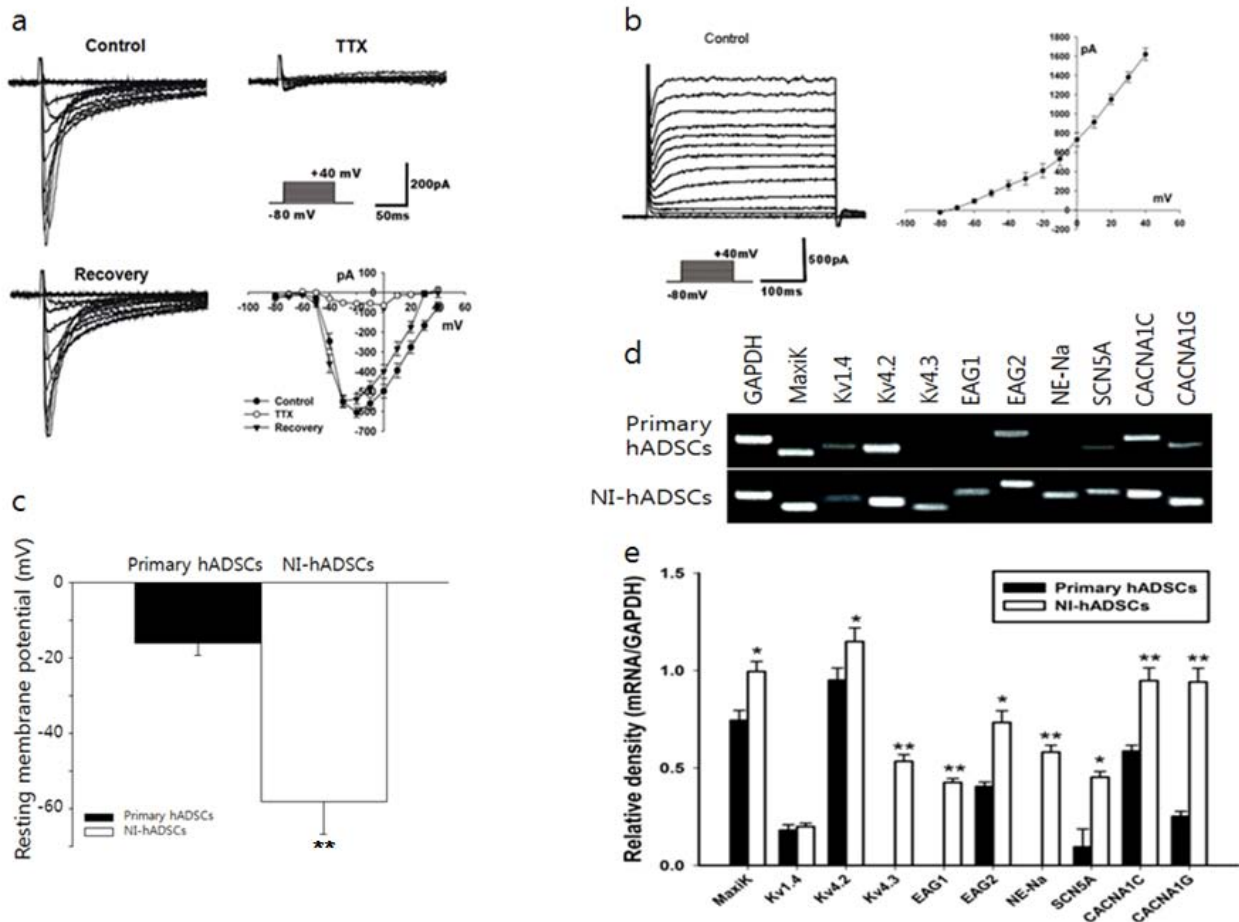 a
Control
TTX
+40 mV
-80 mV
200pA
50ms
Recovery
pA
100
0
-100
-200
-300
-400
-500
-600
-700
-100 -80 -60 -40 -20 40 60
mV
Control
TTX
Recovery
b
Control
+40mV
-80mV
500pA
100ms
pA
1800
1600
1400
1200
1000
800
600
400
200
0
-200
mV
-100 -80 -60 -40 -20 0 20 40 60
c
Primary hADSCs NI-hADSCs
Resting membrane potential (mV)
0
-20
-40
-60
Primary hADSCs
NI-hADSCs
**
d
GAPDH MaxiK Kv1.4 Kv4.2 Kv4.3 EAG1 EAG2 NE-Na SCN5A CACNA1C CACNA1G
Primary
hADSCs
NI-hADSCs
e
Relative density (mRNA/GAPDH)
1.5
1.0
0.5
0.0
Primary hADSCs
NI-hADSCs
* * ** ** * ** * ** **
MaxiK Kv1.4 Kv4.2 Kv4.3 EAG1 EAG2 NE-Na SCN5A CACNA1C CACNA1G